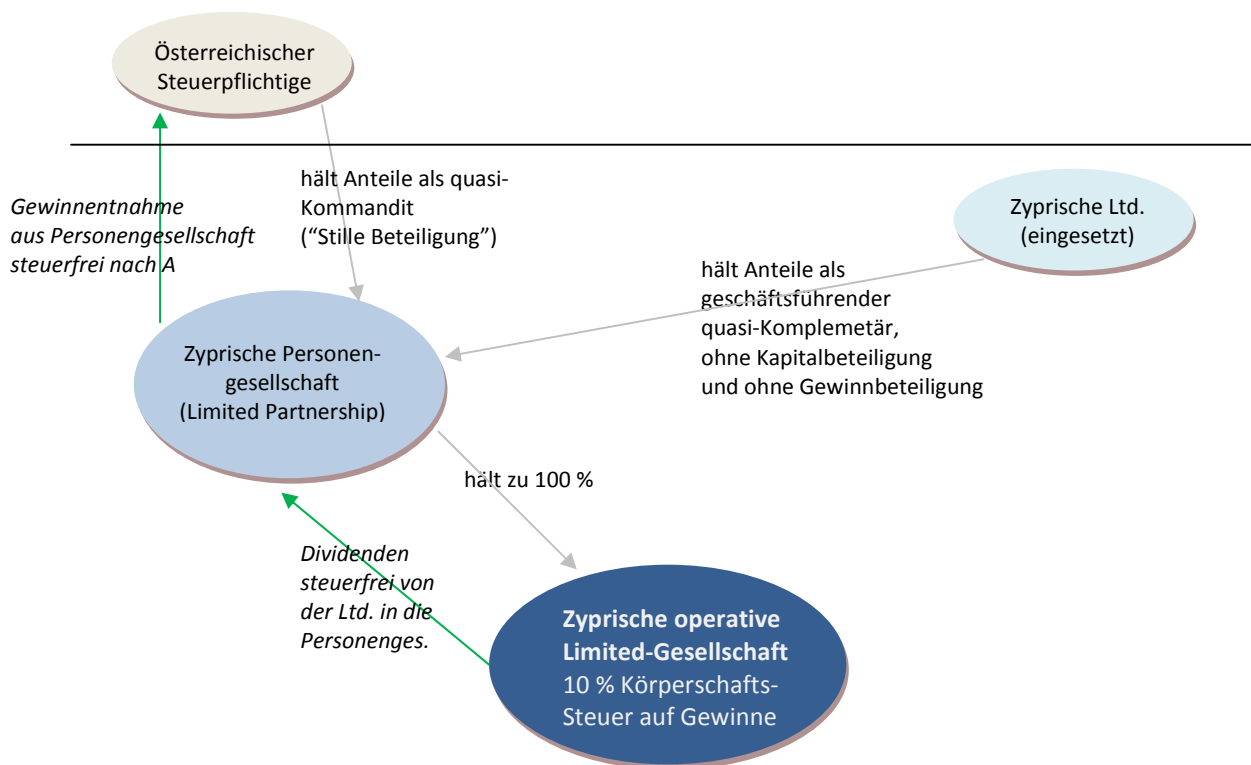 Österreichischer
Steuerpflichtige
hält Anteile als quasi-
Kommandit
(“Stille Beteiligung”)
Gewinnentnahme
aus Personengesellschaft
steuerfrei nach A
Zyprische Ltd.
(eingesetzt)
hält Anteile als
geschäftsführender
quasi-Komplemetär,
ohne Kapitalbeteiligung
und ohne Gewinnbeteiligung
Zyprische Personen-
gesellschaft
(Limited Partnership)
hält zu 100 %
Dividenden
steuerfrei von
der Ltd. in die
Personenges.
Zyprische operative
Limited-Gesellschaft
10 % Körperschafts-
Steuer auf Gewinne